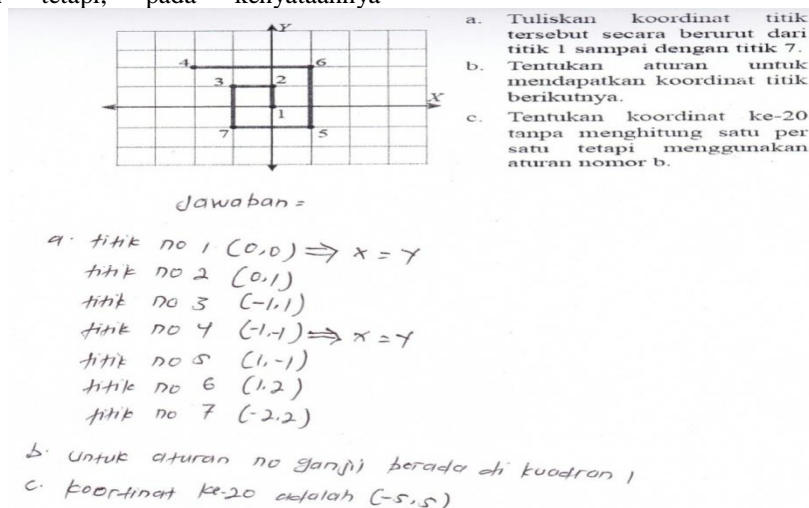 tetapi, pada kenyataannya
Y
4
6
3
2
X
1
7
5
a. Tuliskan koordinat titik
tersebut secara berurut dari
titik 1 sampai dengan titik 7.
b. Tentukan aturan untuk
mendapatkan koordinat titik
berikutnya.
c. Tentukan koordinat ke-20
tanpa menghitung satu per
satu tetapi menggunakan
aturan nomor b.
Jawaban =
a. titik no 1 (0,0) ⇒ x = y
titik no 2 (0,1)
titik no 3 (-1,1)
titik no 4 (-1,-1) ⇒ x = y
titik no 5 (1,-1)
titik no 6 (1,2)
titik no 7 (-2,2)
b. untuk aturan no ganjil berada di kuadran 1
c. koordinat ke-20 adalah (-5,5)